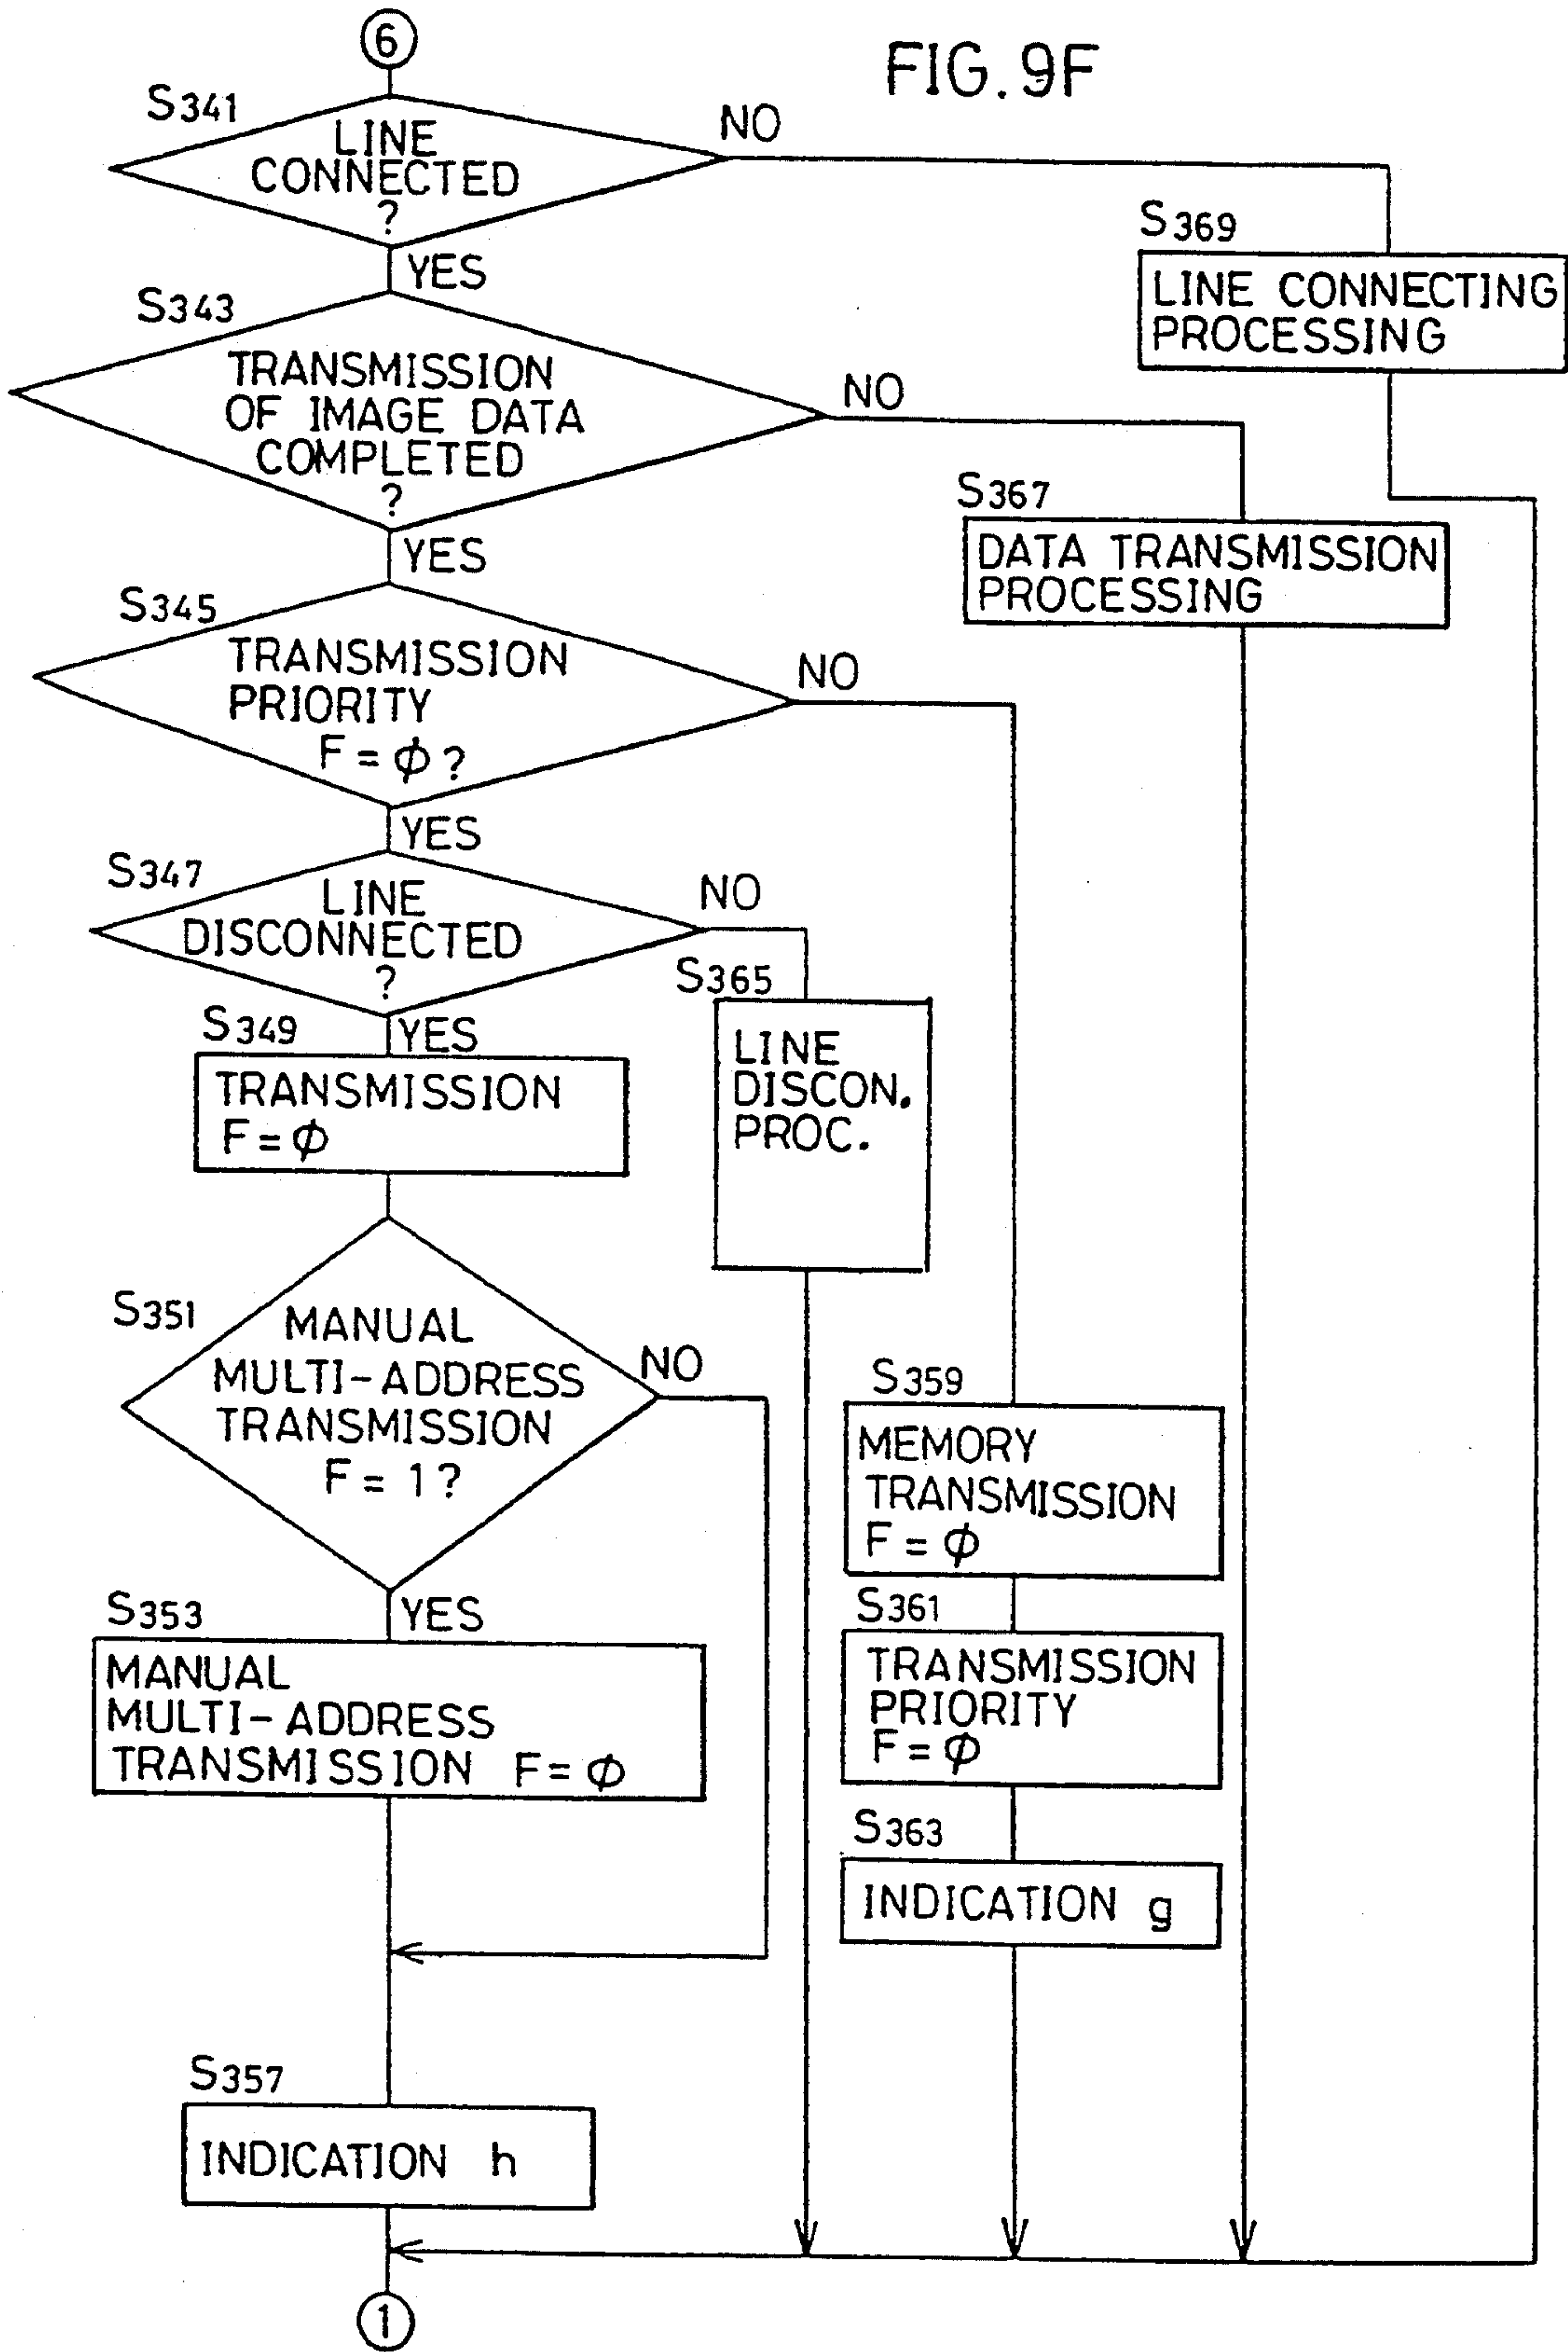 6
FIG. 9F
S341
LINE
CONNECTED
?
NO
YES
S369
LINE CONNECTING
PROCESSING
S343
TRANSMISSION
OF IMAGE DATA
COMPLETED
?
NO
YES
S367
DATA TRANSMISSION
PROCESSING
S345
TRANSMISSION
PRIORITY
F = ϕ ?
NO
YES
S347
LINE
DISCONNECTED
?
NO
YES
S365
LINE
DISCON.
PROC.
S349
TRANSMISSION
F = ϕ
S351
MANUAL
MULTI-ADDRESS
TRANSMISSION
F = 1 ?
NO
YES
S359
MEMORY
TRANSMISSION
F = ϕ
S353
MANUAL
MULTI-ADDRESS
TRANSMISSION F = ϕ
S361
TRANSMISSION
PRIORITY
F = ϕ
S363
INDICATION g
S357
INDICATION h
1